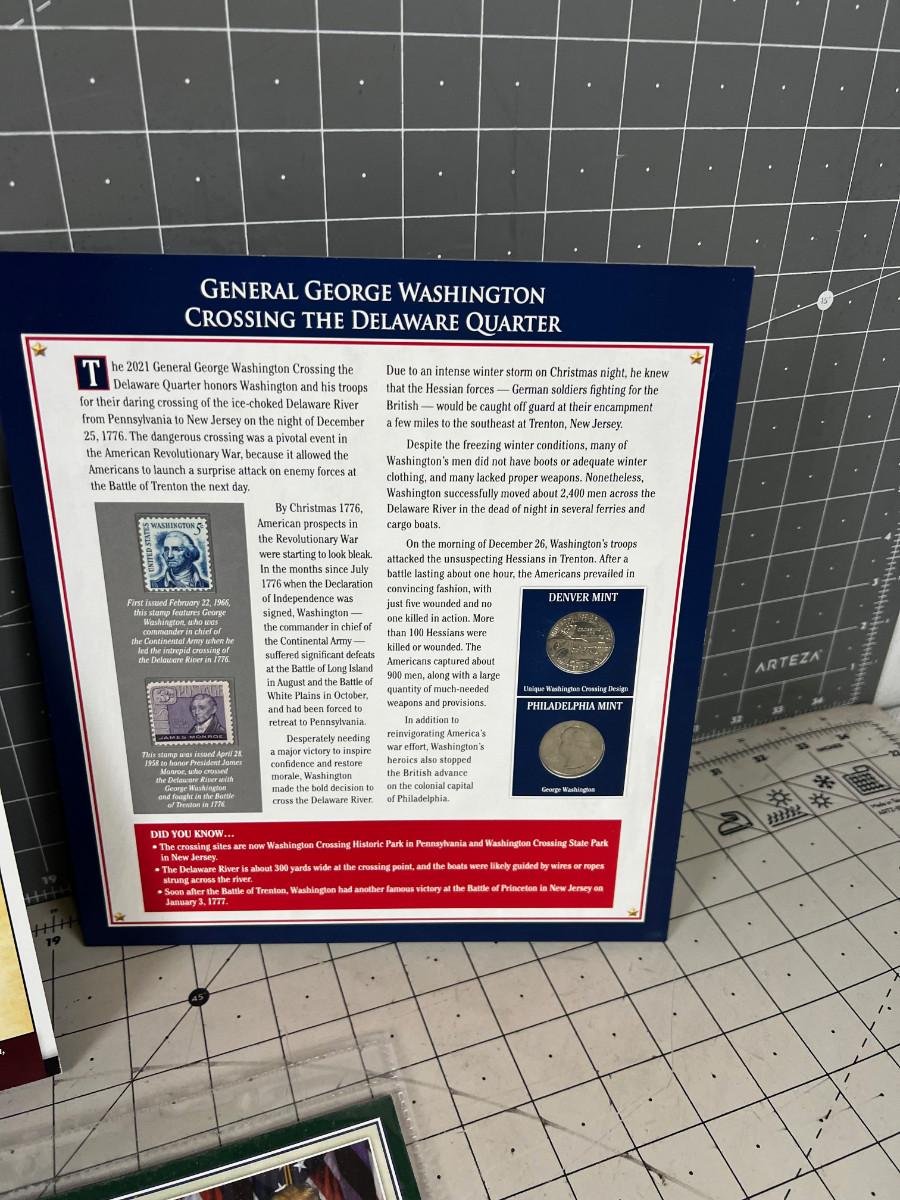 GENERAL GEORGE WASHINGTON
CROSSING THE DELAWARE QUARTER
The 2021 General George Washington Crossing the
Delaware Quarter honors Washington and his troops
for their daring crossing of the ice-choked Delaware River
from Pennsylvania to New Jersey on the night of December
25, 1776. The dangerous crossing was a pivotal event in
the American Revolutionary War, because it allowed the
Americans to launch a surprise attack on enemy forces at
the Battle of Trenton the next day.
By Christmas 1776,
American prospects in
the Revolutionary War
were starting to look bleak.
In the months since July
1776 when the Declaration
of Independence was
signed, Washington —
the commander in chief of
the Continental Army —
suffered significant defeats
at the Battle of Long Island
in August and the Battle of
White Plains in October,
and had been forced to
retreat to Pennsylvania.
Desperately needing
a major victory to inspire
confidence and restore
morale, Washington
made the bold decision to
cross the Delaware River.
UNITED STATES
WASHINGTON 5c
First issued February 22, 1966,
this stamp features George
Washington, who was
commander in chief of
the Continental Army when he
led the intrepid crossing of
the Delaware River in 1776.
3¢
JAMES MONROE
This stamp was issued April 28,
1958 to honor President James
Monroe, who crossed
the Delaware River with
George Washington
and fought in the Battle
of Trenton in 1776.
Due to an intense winter storm on Christmas night, he knew
that the Hessian forces — German soldiers fighting for the
British — would be caught off guard at their encampment
a few miles to the southeast at Trenton, New Jersey.
Despite the freezing winter conditions, many of
Washington's men did not have boots or adequate winter
clothing, and many lacked proper weapons. Nonetheless,
Washington successfully moved about 2,400 men across the
Delaware River in the dead of night in several ferries and
cargo boats.
On the morning of December 26, Washington's troops
attacked the unsuspecting Hessians in Trenton. After a
battle lasting about one hour, the Americans prevailed in
convincing fashion, with
just five wounded and no
one killed in action. More
than 100 Hessians were
killed or wounded. The
Americans captured about
900 men, along with a large
quantity of much-needed
weapons and provisions.
In addition to
reinvigorating America's
war effort, Washington's
heroics also stopped
the British advance
on the colonial capital
of Philadelphia.
DENVER MINT
Unique Washington Crossing Design
PHILADELPHIA MINT
George Washington
DID YOU KNOW…
• The crossing sites are now Washington Crossing Historic Park in Pennsylvania and Washington Crossing State Park
in New Jersey.
• The Delaware River is about 300 yards wide at the crossing point, and the boats were likely guided by wires or ropes
strung across the river.
• Soon after the Battle of Trenton, Washington had another famous victory at the Battle of Princeton in New Jersey on
January 3, 1777.
ARTEZA
15°
45°
19
19